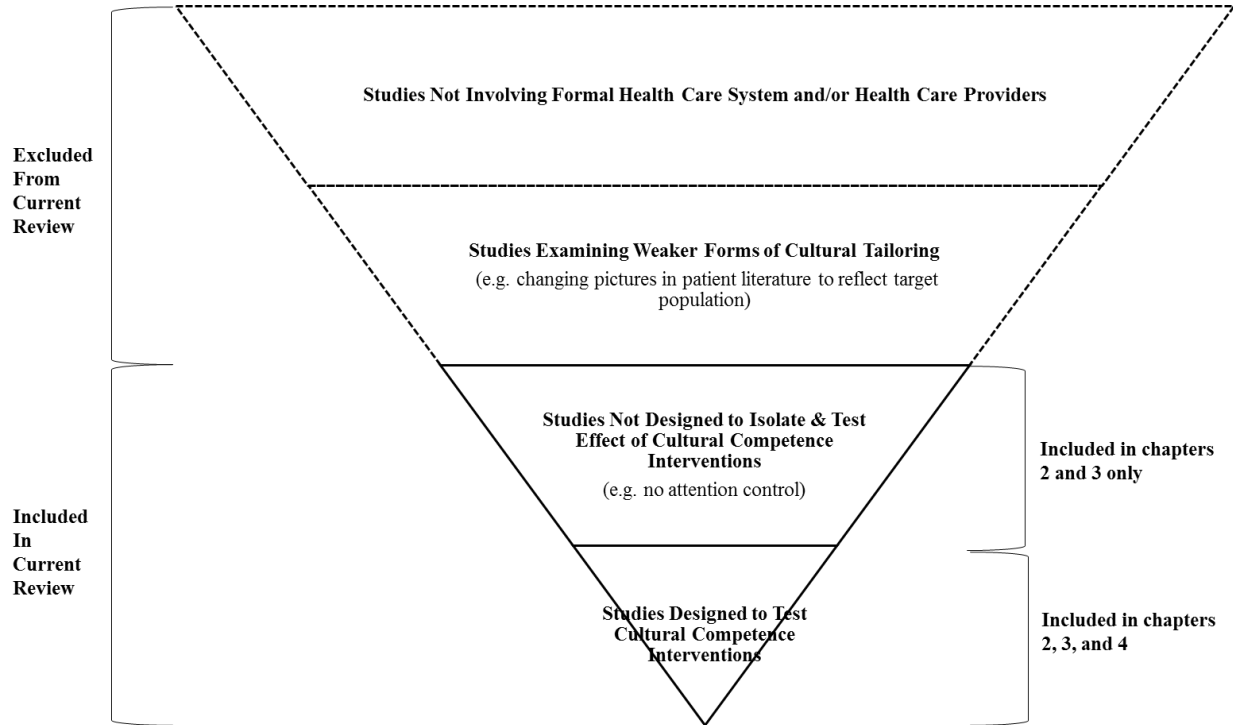 Studies Not Involving Formal Health Care System and/or Health Care Providers
Excluded
From
Current
Review
Studies Examining Weaker Forms of Cultural Tailoring
(e.g. changing pictures in patient literature to reflect target
population)
Studies Not Designed to Isolate & Test
Effect of Cultural Competence
Interventions
(e.g. no attention control)
Included in chapters
2 and 3 only
Included
In
Current
Review
Studies Designed to Test
Cultural Competence
Interventions
Included in chapters
2, 3, and 4